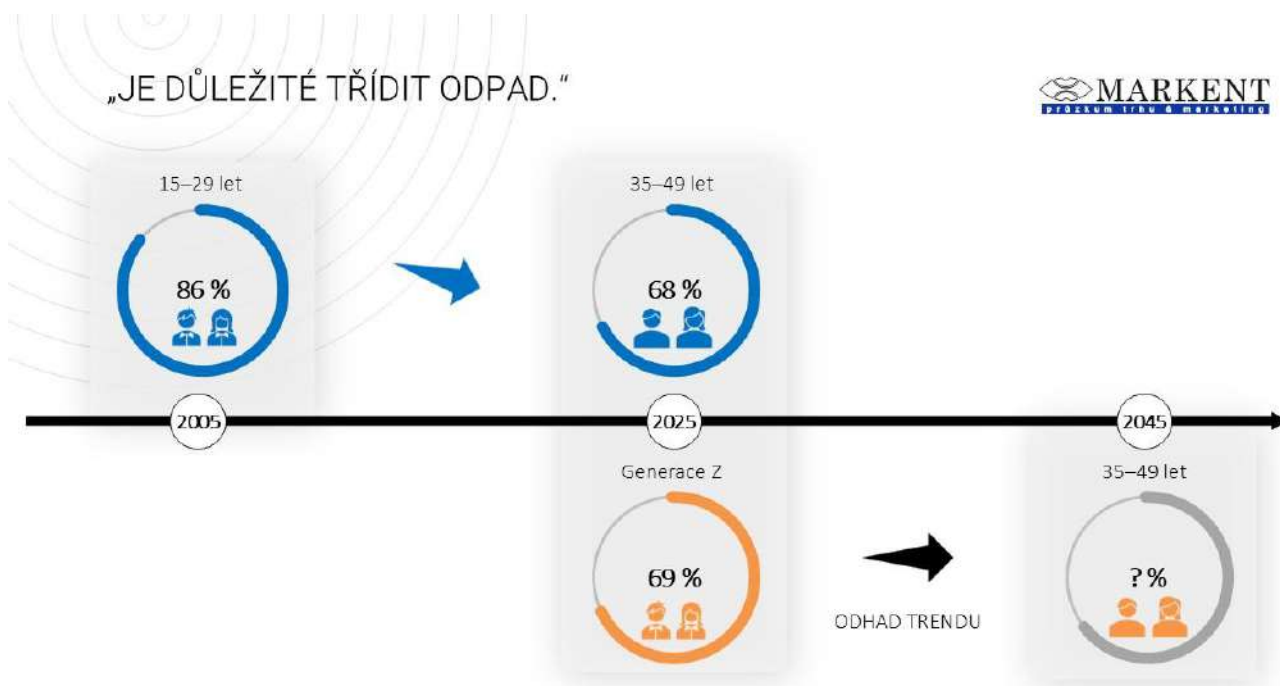 „JE DŮLEŽITÉ TŘÍDIT ODPAD.“
MARKENT
průzkum trhu & marketing
15–29 let
35–49 let
86 %
68 %
2005
2025
2045
Generace Z
35–49 let
69 %
? %
ODHAD TRENDU